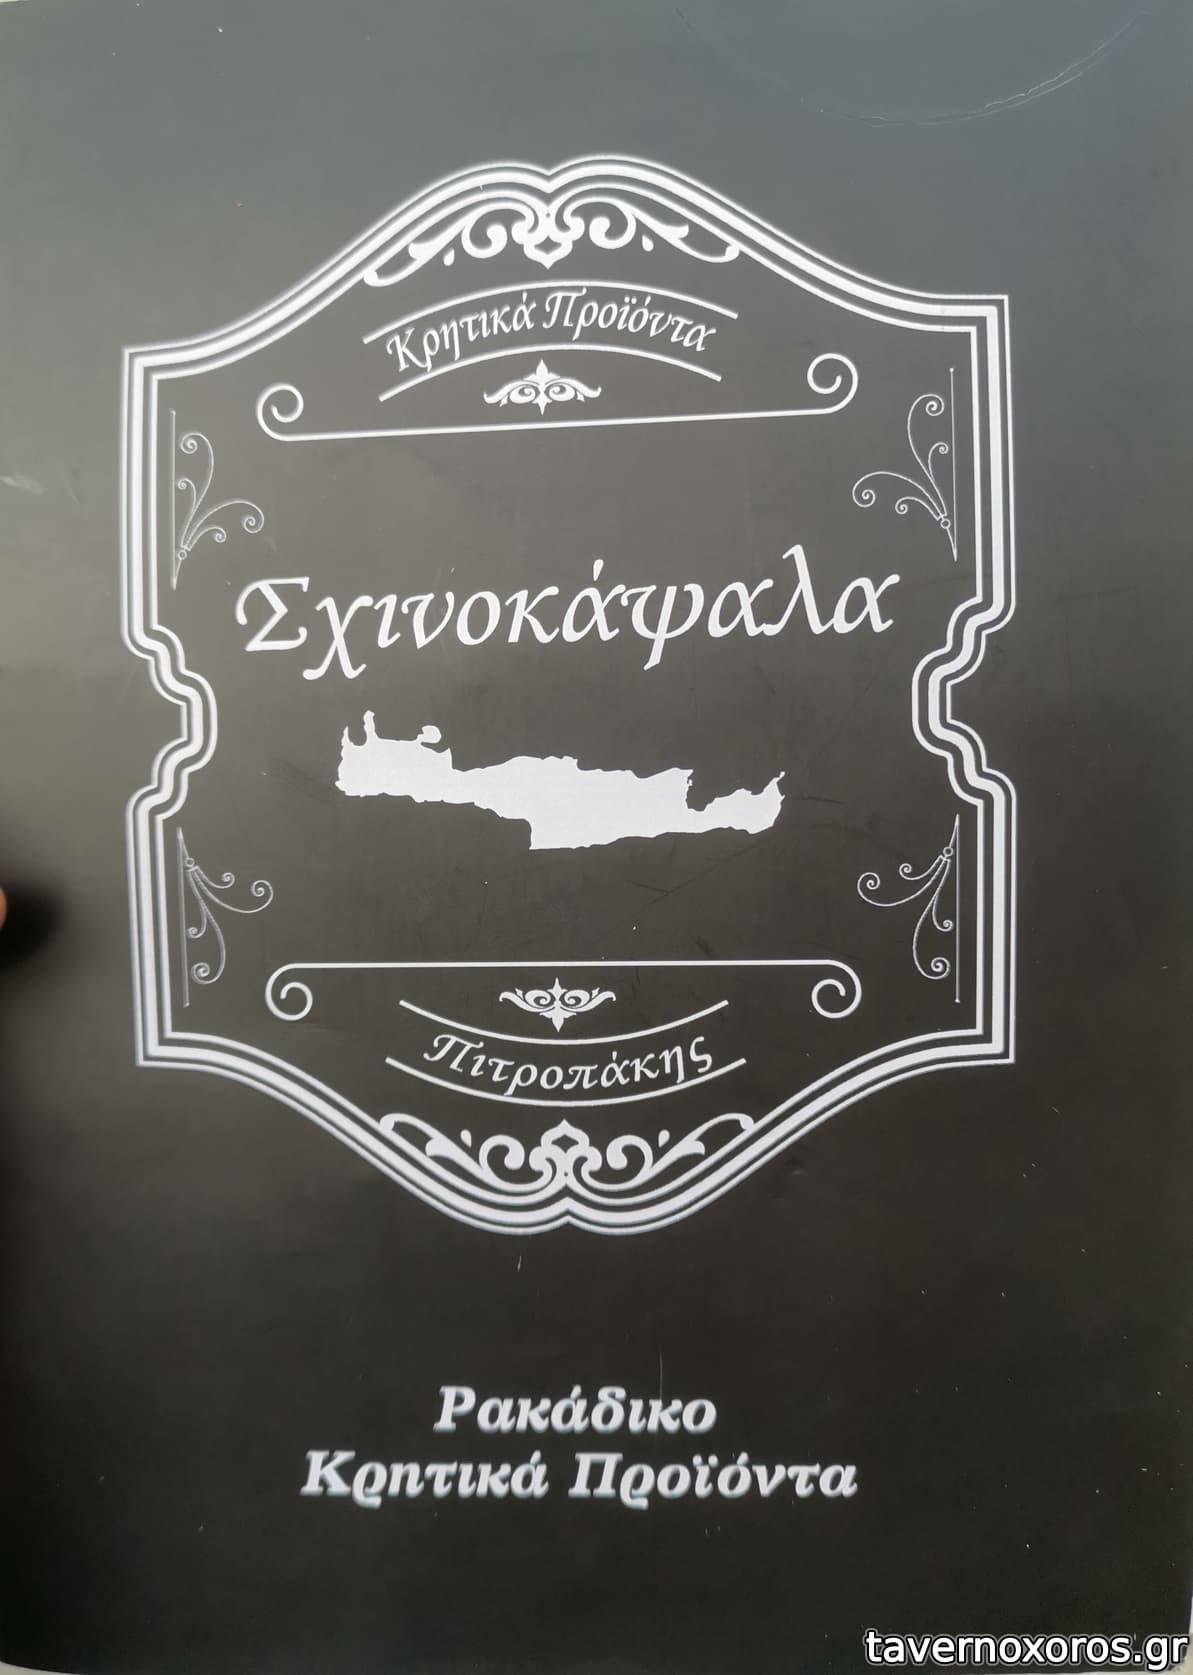 Κρητικά Προϊόντα
Σχινοκάψαλα
Πιτροπάκης
Ρακάδικο
Κρητικά Προϊόντα
tavernoxoros.gr